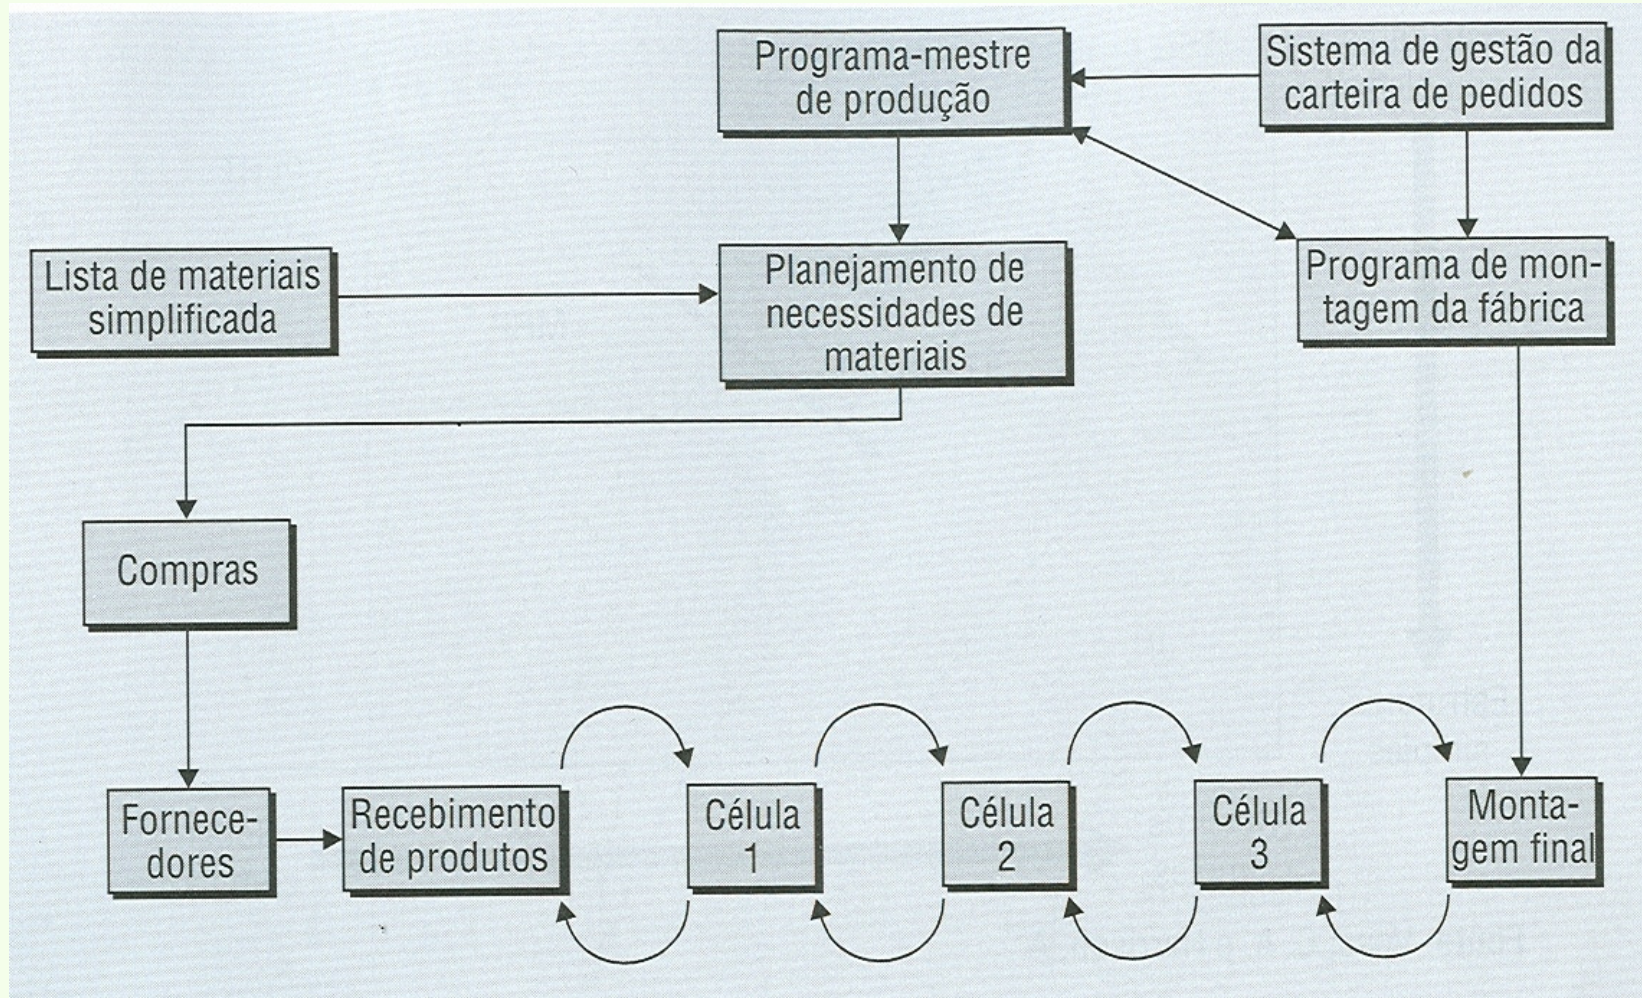 Programa-mestre
de produção
Sistema de gestão da
carteira de pedidos
Lista de materiais
simplificada
Planejamento de
necessidades de
materiais
Programa de mon-
tagem da fábrica
Compras
Fornece-
dores
Recebimento
de produtos
Célula
1
Célula
2
Célula
3
Monta-
gem final